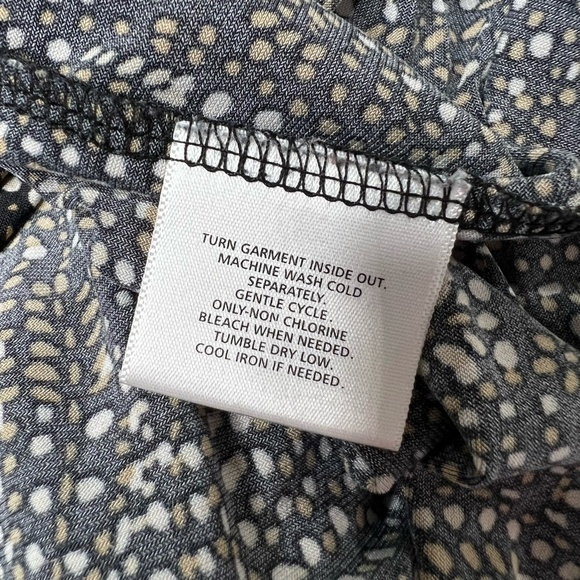 TURN GARMENT INSIDE OUT.
MACHINE WASH COLD
SEPARATELY.
GENTLE CYCLE.
ONLY-NON CHLORINE
BLEACH WHEN NEEDED.
TUMBLE DRY LOW.
COOL IRON IF NEEDED.